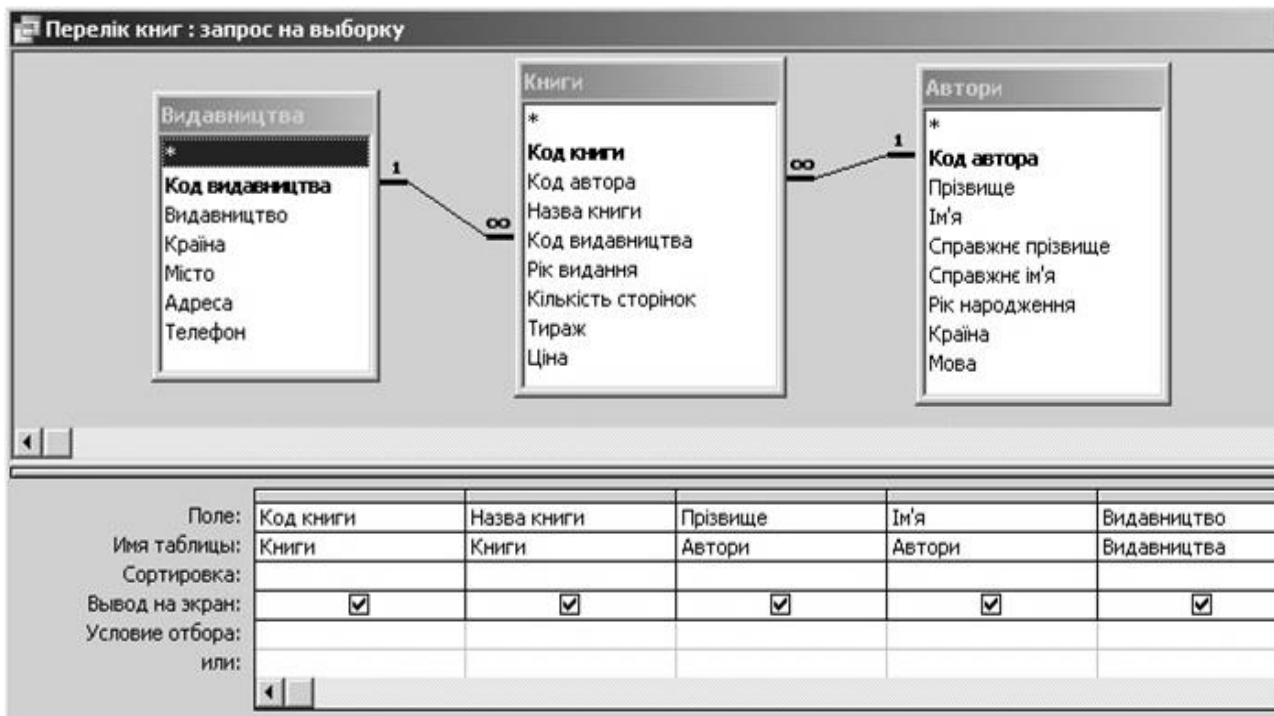 Перелік книг : запрос на выборку
Видавництва
*
Код видавництва
Видавництво
Країна
Місто
Адреса
Телефон
1
∞
Книги
*
Код книги
Код автора
Назва книги
Код видавництва
Рік видання
Кількість сторінок
Тираж
Ціна
∞
1
Автори
*
Код автора
Прізвище
Ім'я
Справжнє прізвище
Справжнє ім'я
Рік народження
Країна
Мова
Поле: Код книги Назва книги Прізвище Ім'я Видавництво
Имя таблицы: Книги Книги Автори Автори Видавництва
Сортировка:
Вывод на экран:
Условие отбора:
или: